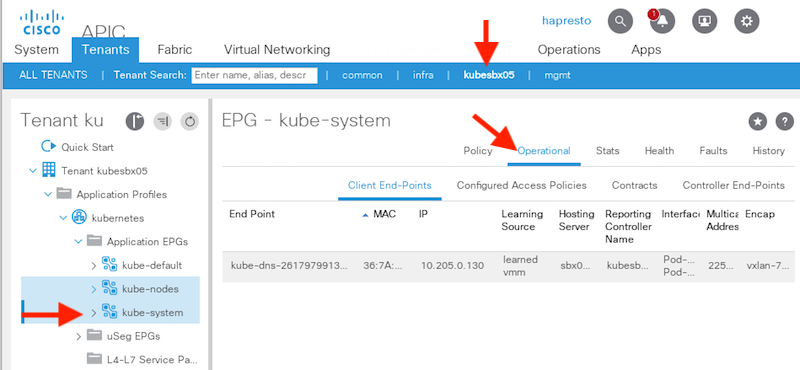 CISCO
APIC
hapresto
1
System Tenants Fabric Virtual Networking Operations Apps
ALL TENANTS | Tenant Search: Enter name, alias, descr | common | infra | kubesbx05 | mgmt
Tenant ku
Quick Start
Tenant kubesbx05
Application Profiles
kubernetes
Application EPGs
kube-default
kube-nodes
kube-system
uSeg EPGs
L4-L7 Service Pa...
EPG - kube-system
?
Policy Operational Stats Health Faults History
Client End-Points Configured Access Policies Contracts Controller End-Points
End Point MAC IP Learning Source Hosting Server Reporting Controller Name Interfac Multica Addres Encap
kube-dns-2617979913... 36:7A:... 10.205.0.130 learned vmm sbx0... kubesb... Pod-... Pod-... 225... vxlan-7...